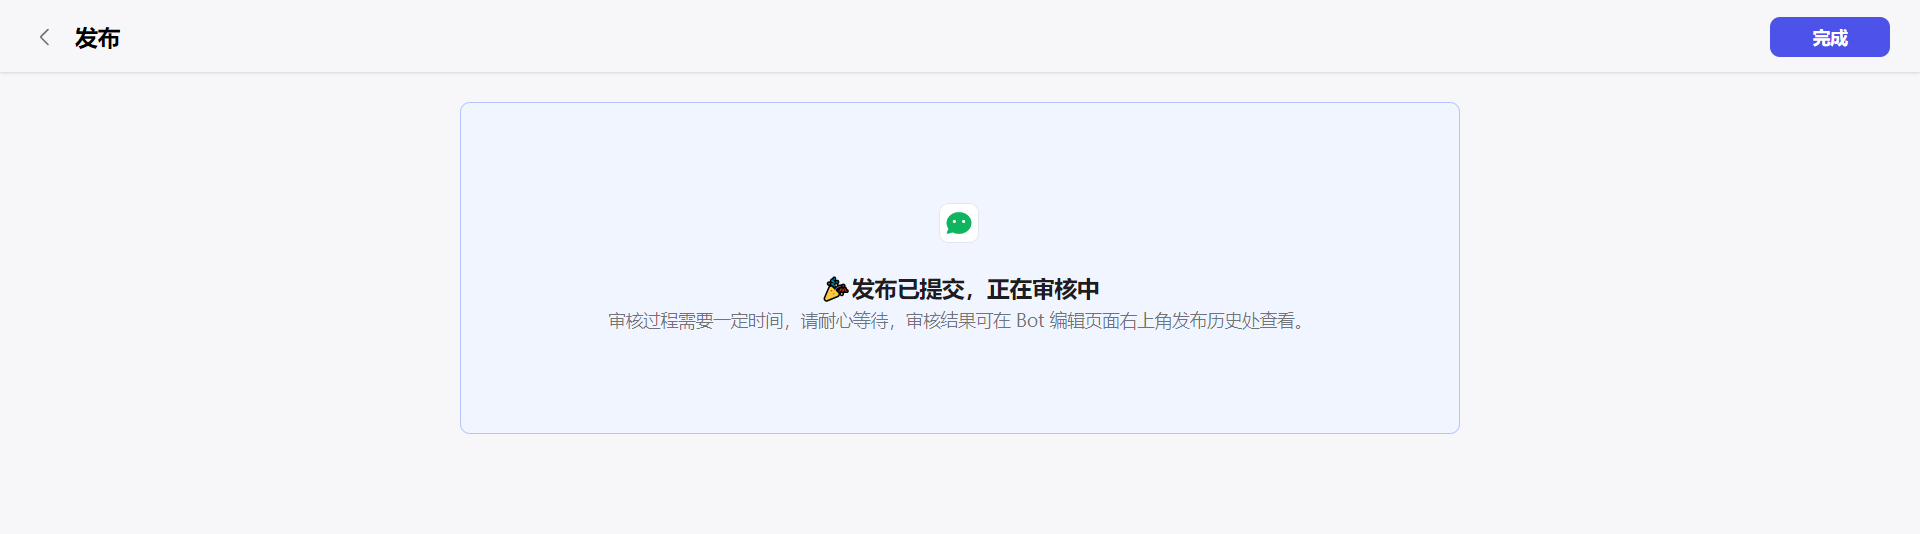 发布
完成
🎉发布已提交，正在审核中
审核过程需要一定时间，请耐心等待，审核结果可在 Bot 编辑页面右上角发布历史处查看。